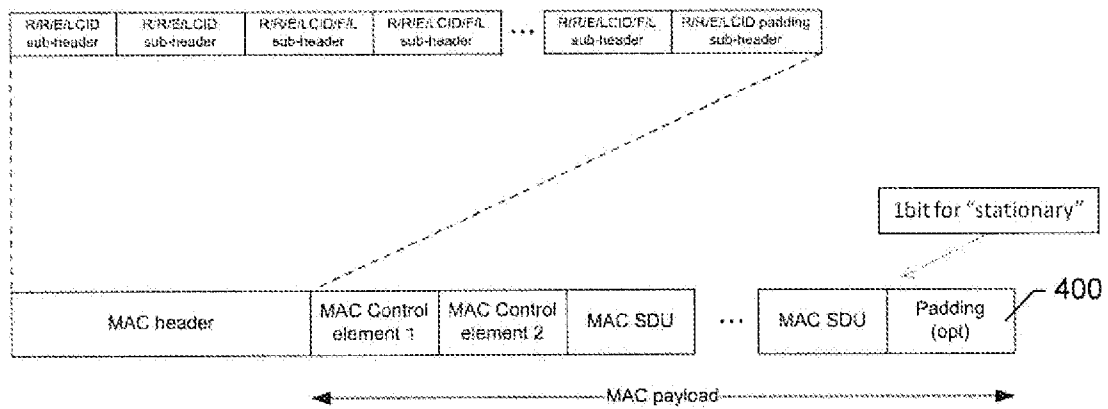 R/R/E/LCID
sub-header
R/R/E/LCID
sub-header
R/R/E/LCID/F/L
sub-header
R/R/E/LCID/F/L
sub-header
...
R/R/E/LCID/F/L
sub-header
R/R/E/LCID padding
sub-header
1bit for “stationary”
400
MAC header
MAC Control
element 1
MAC Control
element 2
MAC SDU
...
MAC SDU
Padding
(opt)
MAC payload